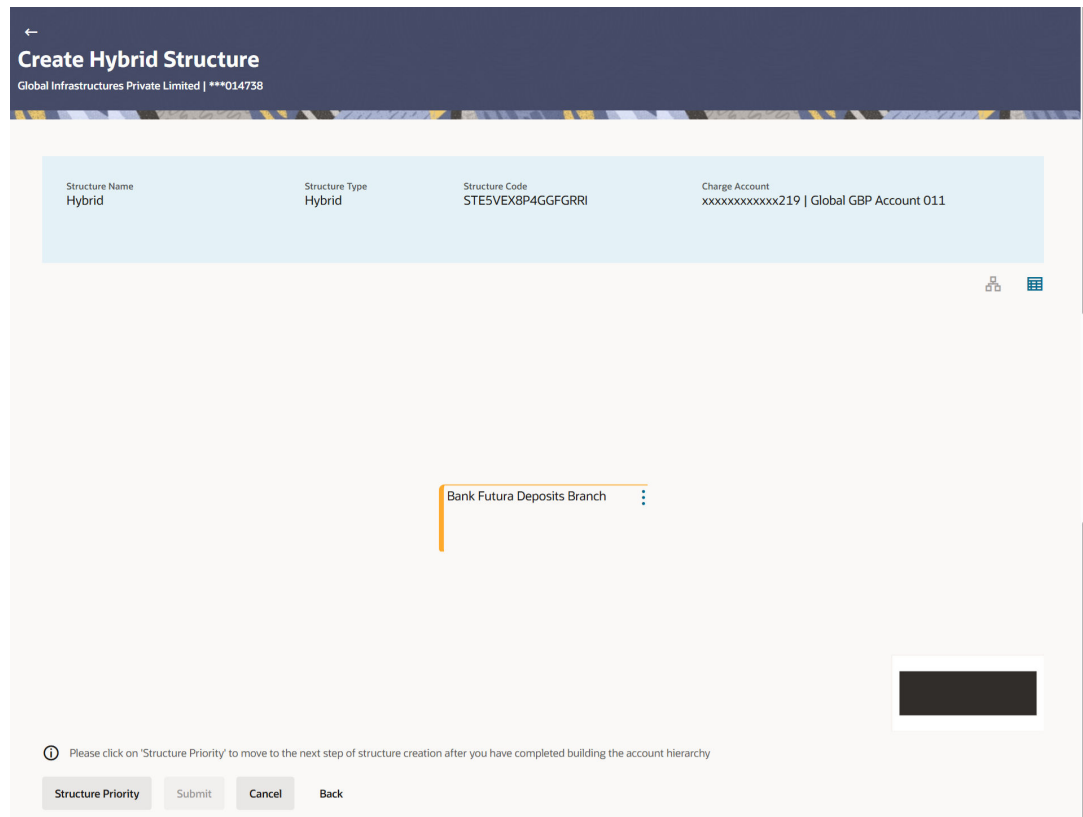 Create Hybrid Structure
Global Infrastructures Private Limited | ***014738
Structure Name
Hybrid
Structure Type
Hybrid
Structure Code
STE5VEX8P4GGFGRRI
Charge Account
xxxxxxxxxxxx219 | Global GBP Account 011
Bank Futura Deposits Branch
Please click on 'Structure Priority' to move to the next step of structure creation after you have completed building the account hierarchy
Structure Priority Submit Cancel Back